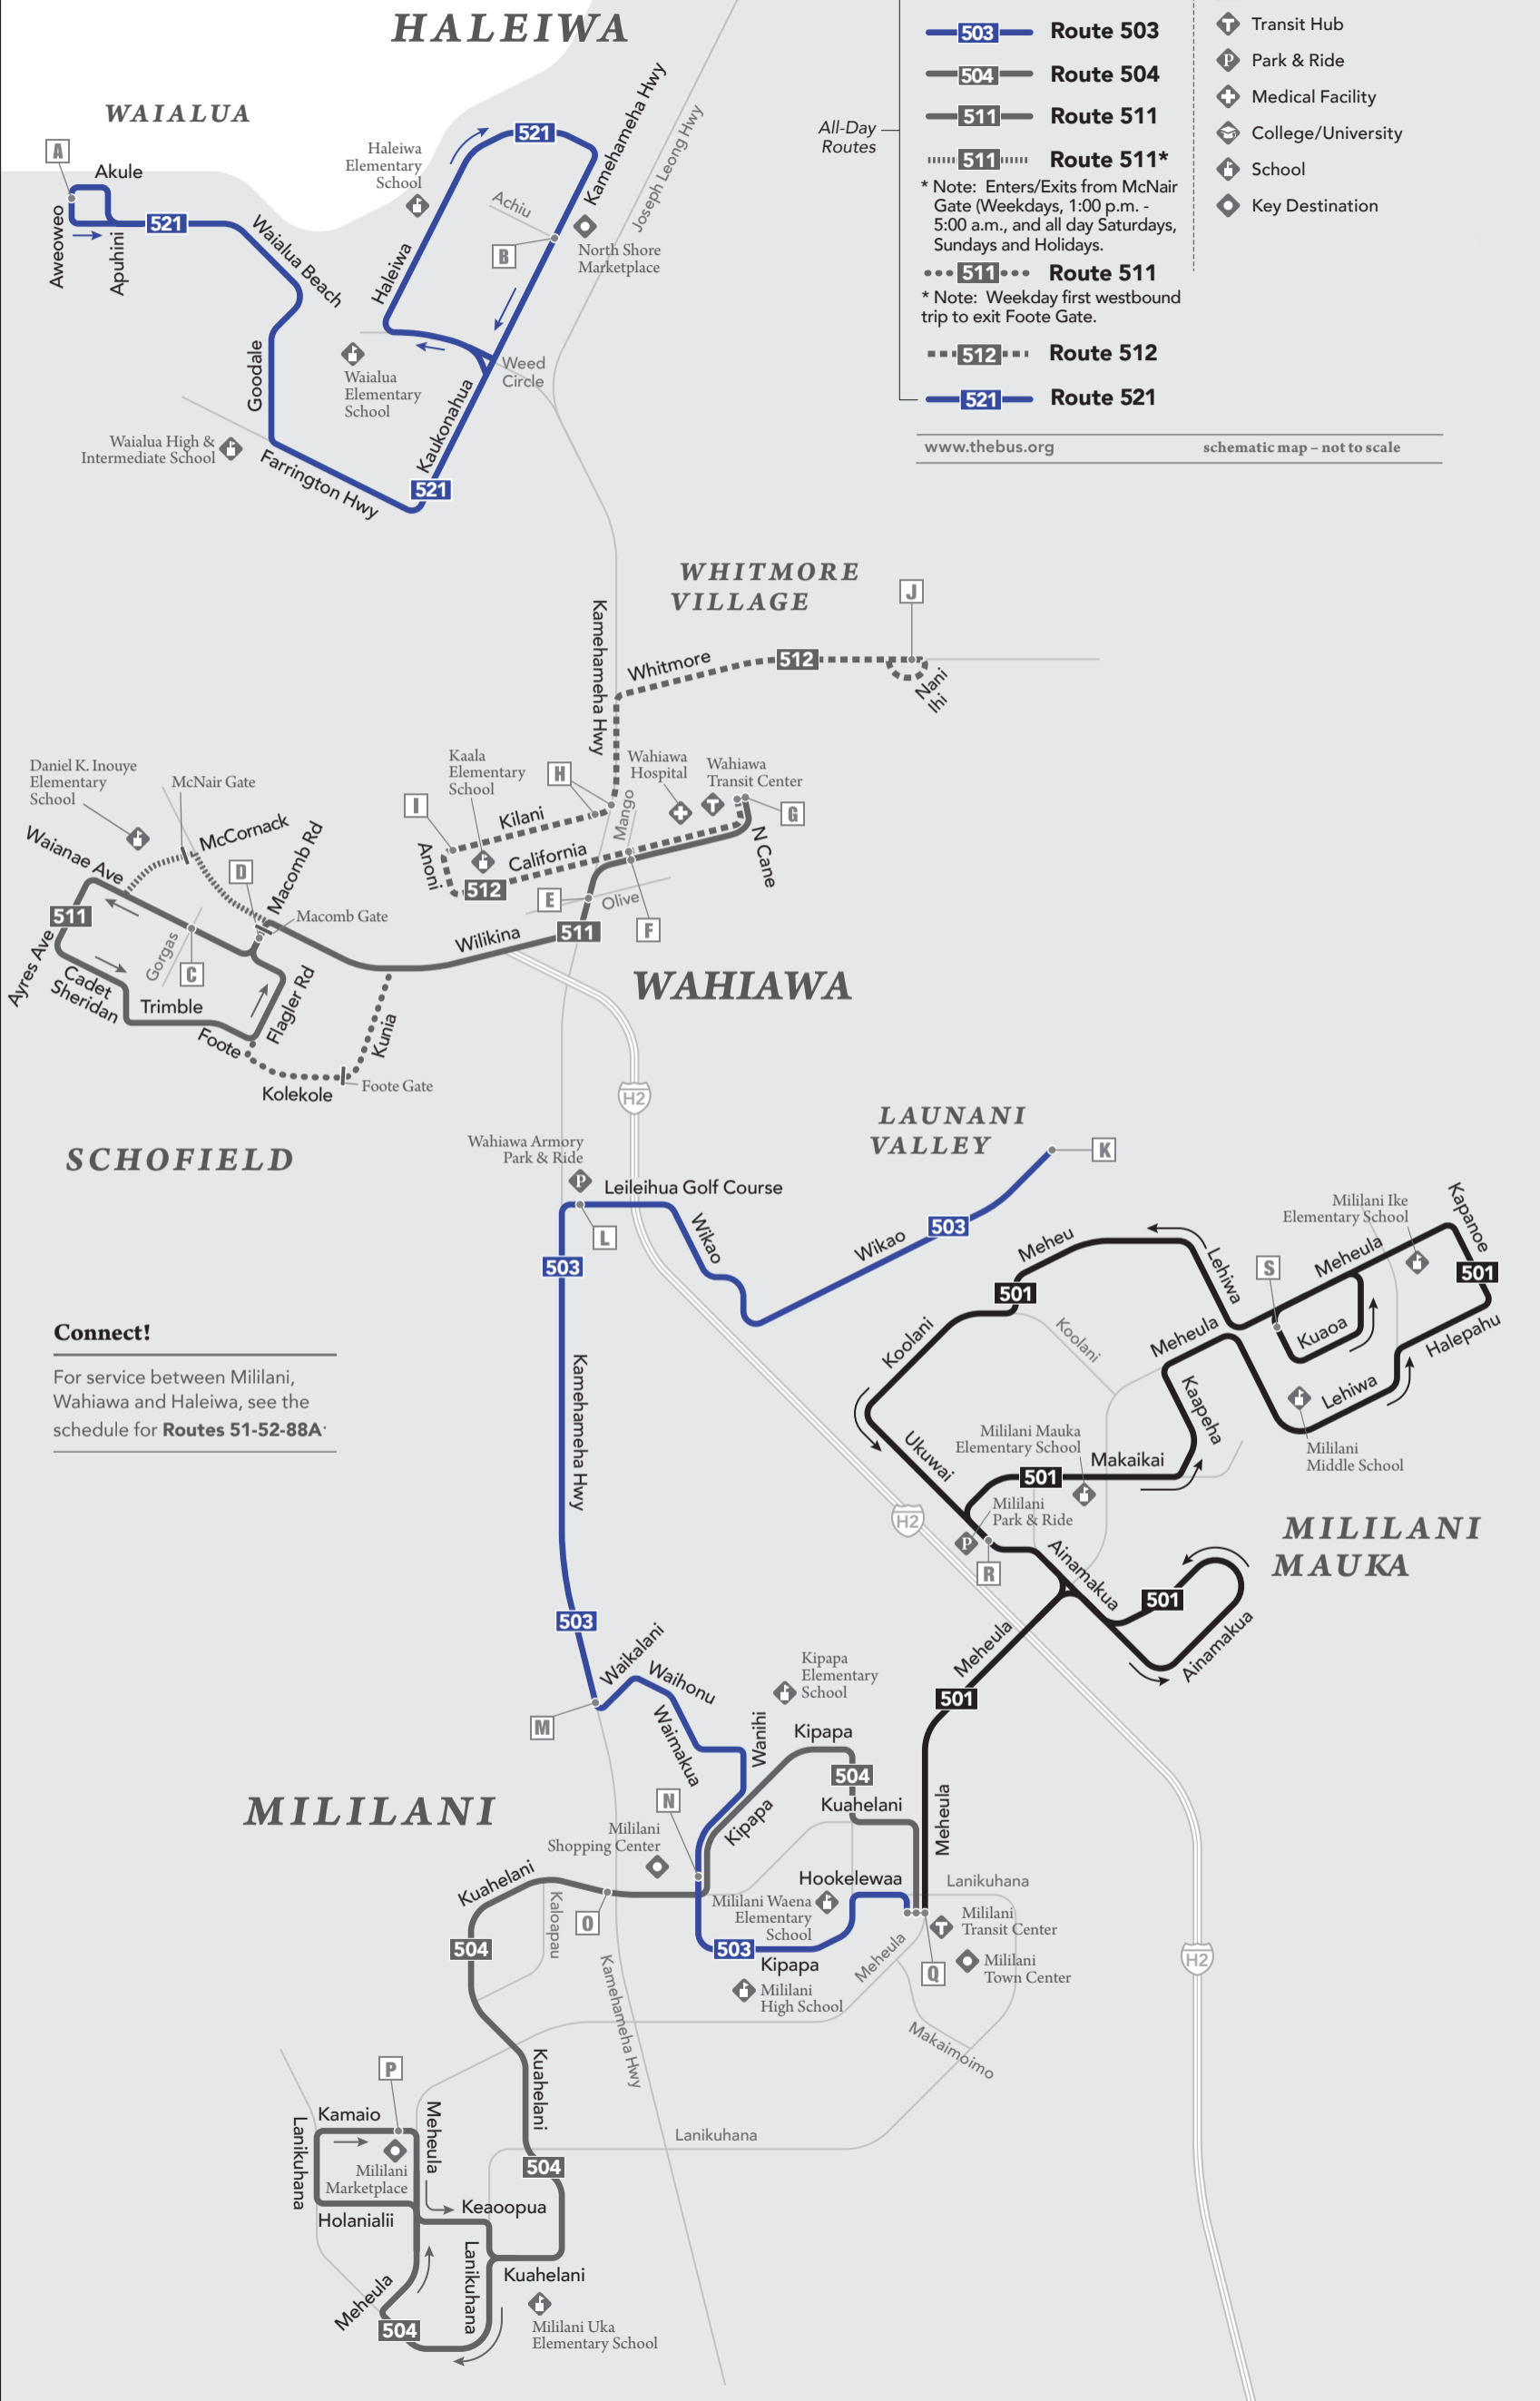 HALEIWA
WAIALUA
A
Akule
Aweoweo
Apuhini
521
Waialua Beach
Goodale
Farrington Hwy
Waialua High &
Intermediate School
Haleiwa
Elementary
School
521
Kamehameha Hwy
Joseph Leong Hwy
Achiu
B
North Shore
Marketplace
Haleiwa
Waialua
Elementary
School
Weed
Circle
Kaukonahua
521
All-Day
Routes
503
Route 503
504
Route 504
511
Route 511
511
Route 511*
* Note: Enters/Exits from McNair
Gate (Weekdays, 1:00 p.m. -
5:00 a.m., and all day Saturdays,
Sundays and Holidays.
511
Route 511
* Note: Weekday first westbound
trip to exit Foote Gate.
512
Route 512
521
Route 521
Transit Hub
P
Park & Ride
Medical Facility
College/University
School
Key Destination
www.thebus.org
schematic map – not to scale
WHITMORE
VILLAGE
J
Kamehameha Hwy
Whitmore
512
Nani
Ihi
Daniel K. Inouye
Elementary
School
McNair Gate
McCornack
Waianae Ave
D
Macomb Rd
Macomb Gate
511
Ayres Ave
Gorgas
C
Cadet
Sheridan
Trimble
Foote
Flagler Rd
Kunia
Kolekole
Foote Gate
I
Kaala
Elementary
School
H
Wahiawa
Hospital
Wahiawa
Transit Center
T
G
Kilani
Mango
Anoni
California
N Cane
512
E
Olive
F
511
Wilikina
WAHIAWA
SCHOFIELD
H2
LAUNANI
VALLEY
K
Wahiawa Armory
Park & Ride
P
Leileihua Golf Course
L
Wikao
Wikao
503
503
Kamehameha Hwy
Connect!
For service between Mililani,
Wahiawa and Haleiwa, see the
schedule for Routes 51-52-88A.
Meheu
501
Lehiwa
S
Mililani Ike
Elementary School
Kapanoe
Meheula
501
Kuaoa
Halepahu
Koolani
Koolani
Meheula
Kaapeha
Lehiwa
Mililani
Middle School
Ukuwai
Mililani Mauka
Elementary School
Makaikai
501
Mililani
Park & Ride
P
R
H2
MILILANI
MAUKA
Ainamakua
501
Ainamakua
Meheula
501
503
Waikalani
Waihonu
M
Waimakua
Wanihi
Kipapa
Elementary
School
Kipapa
504
Kuahelani
Meheula
MILILANI
N
Kipapa
Mililani
Shopping Center
Kuahelani
Kaloapau
O
504
Hookelewaa
Lanikuhana
Mililani Waena
Elementary
School
T
Mililani
Transit Center
503
Kipapa
Meheula
Q
Mililani
Town Center
Mililani
High School
H2
Kamehameha Hwy
Makaimoimo
Kuahelani
P
Kamaio
Meheula
Lanikuhana
Lanikuhana
Mililani
Marketplace
504
Keaoopua
Holanialii
Lanikuhana
Kuahelani
Meheula
504
Mililani Uka
Elementary School